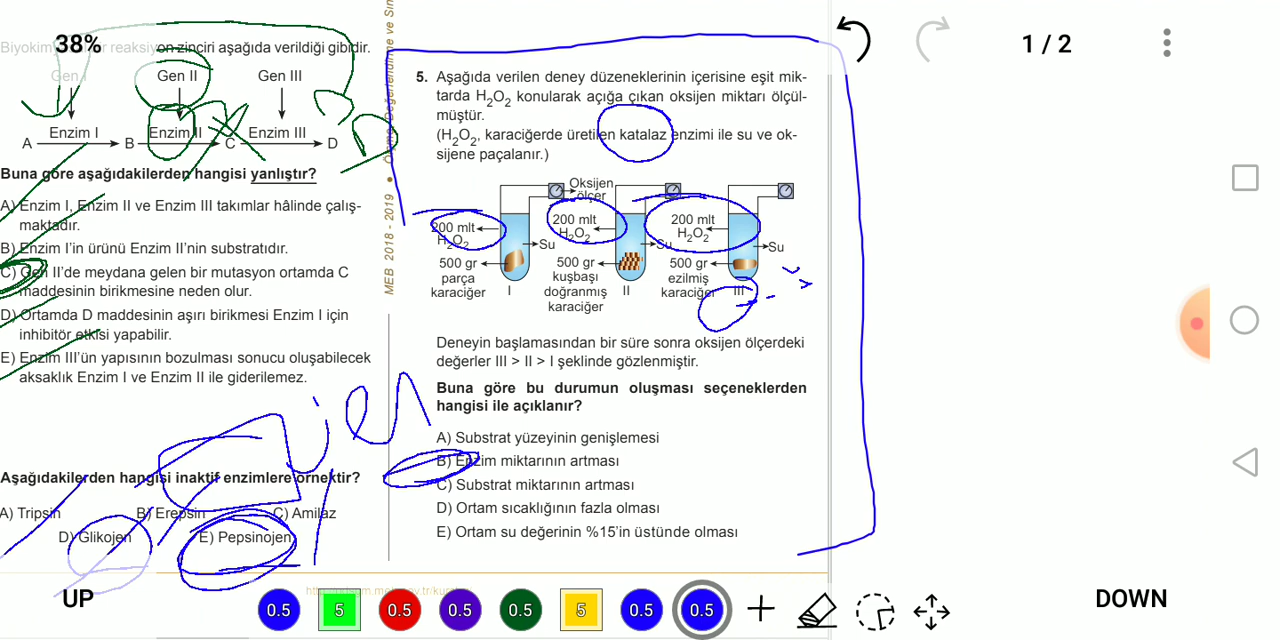 38%
1 / 2
Biyokim reaksiyon zinciri aşağıda verildiği gibidir.
Gen I Gen II Gen III
Enzim I Enzim II Enzim III
A B C D
Buna göre aşağıdakilerden hangisi yanlıştır?
A) Enzim I, Enzim II ve Enzim III takımlar hâlinde çalış-
maktadır.
B) Enzim I'in ürünü Enzim II'nin substratıdır.
C) Gen II'de meydana gelen bir mutasyon ortamda C
maddesinin birikmesine neden olur.
D) Ortamda D maddesinin aşırı birikmesi Enzim I için
inhibitör etkisi yapabilir.
E) Enzim III'ün yapısının bozulması sonucu oluşabilecek
aksaklık Enzim I ve Enzim II ile giderilemez.
Aşağıdakilerden hangisi inaktif enzimlere örnektir?
A) Tripsin B) Erepsin C) Amilaz
D) Glikojen E) Pepsinojen
MEB 2018 - 2019 ● Ölçme, Değerlendirme ve Sın
5. Aşağıda verilen deney düzeneklerinin içerisine eşit mik-
tarda H2O2 konularak açığa çıkan oksijen miktarı ölçül-
müştür.
(H2O2, karaciğerde üretilen katalaz enzimi ile su ve ok-
sijene paçalanır.)
Oksijen
ölçer
200 mlt 200 mlt 200 mlt
H2O2 H2O2 H2O2
Su Su Su
500 gr 500 gr 500 gr
parça kuşbaşı ezilmiş
karaciğer doğranmış karaciğer
karaciğer
I II III
Deneyin başlamasından bir süre sonra oksijen ölçerdeki
değerler III > II > I şeklinde gözlenmiştir.
Buna göre bu durumun oluşması seçeneklerden
hangisi ile açıklanır?
A) Substrat yüzeyinin genişlemesi
B) Enzim miktarının artması
C) Substrat miktarının artması
D) Ortam sıcaklığının fazla olması
E) Ortam su değerinin %15'in üstünde olması
jen
UP
0.5 5 0.5 0.5 0.5 5 0.5 0.5
DOWN